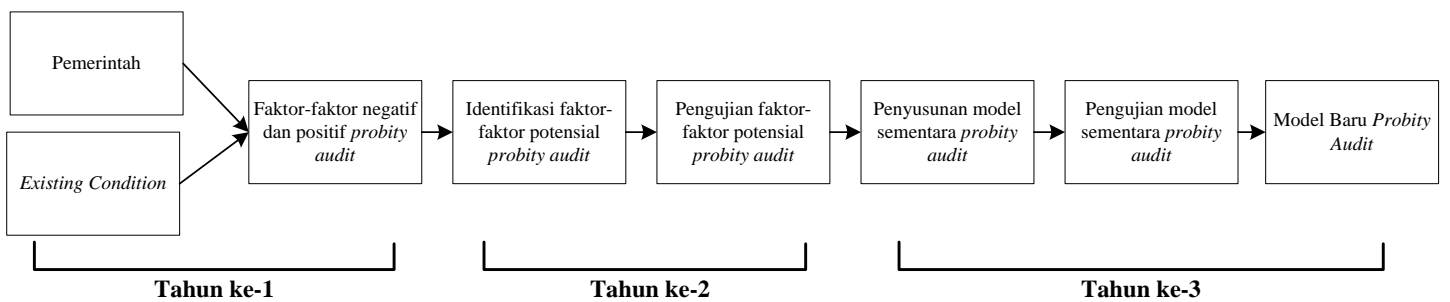 Pemerintah
Existing Condition
Faktor-faktor negatif
dan positif probity
audit
Identifikasi faktor-
faktor potensial
probity audit
Pengujian faktor-
faktor potensial
probity audit
Penyusunan model
sementara probity
audit
Pengujian model
sementara probity
audit
Model Baru Probity
Audit
Tahun ke-1
Tahun ke-2
Tahun ke-3